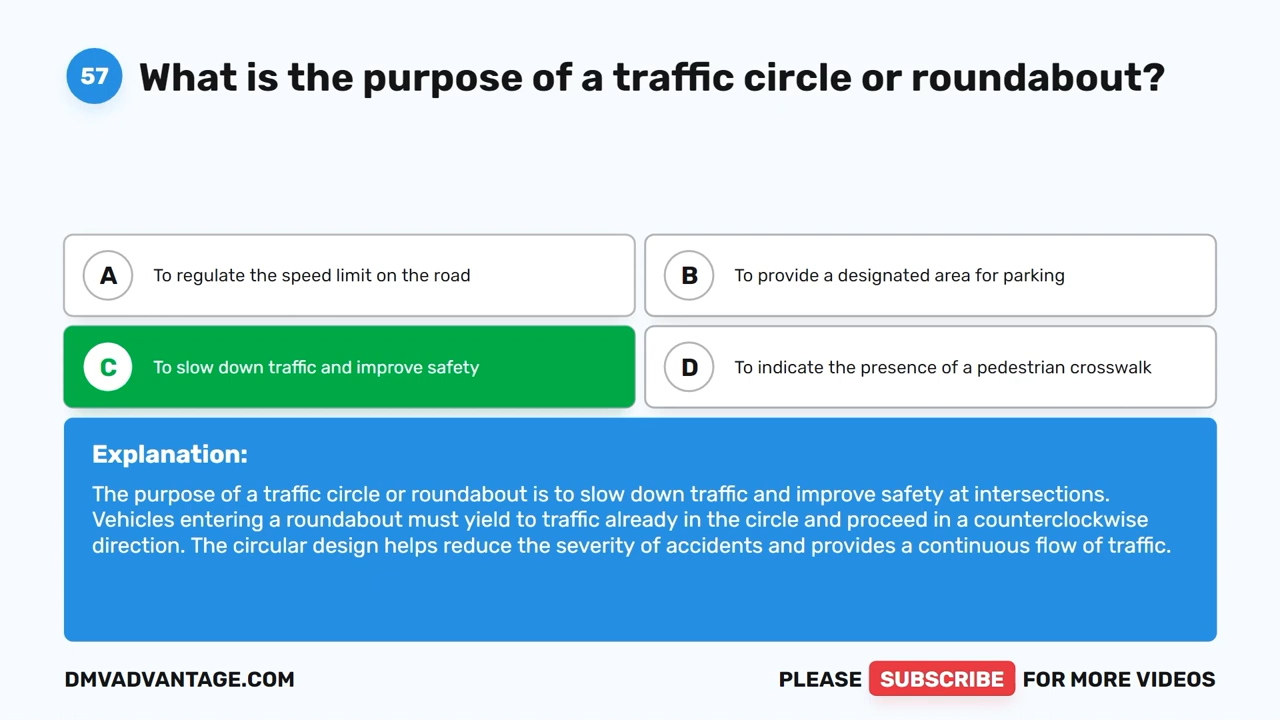 57 What is the purpose of a traffic circle or roundabout?
A To regulate the speed limit on the road
B To provide a designated area for parking
C To slow down traffic and improve safety
D To indicate the presence of a pedestrian crosswalk
Explanation:
The purpose of a traffic circle or roundabout is to slow down traffic and improve safety at intersections.
Vehicles entering a roundabout must yield to traffic already in the circle and proceed in a counterclockwise
direction. The circular design helps reduce the severity of accidents and provides a continuous flow of traffic.
DMVADVANTAGE.COM
PLEASE SUBSCRIBE FOR MORE VIDEOS